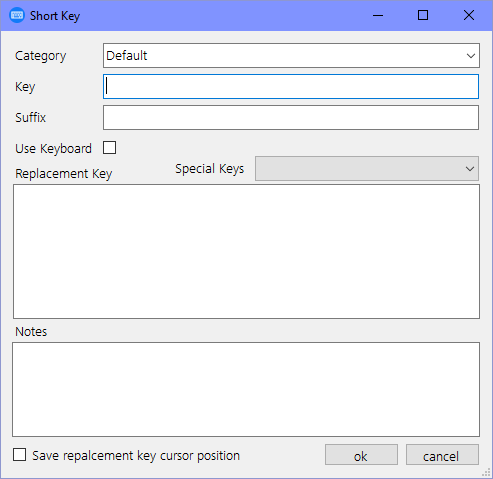 Short Key
Category Default
Key
Suffix
Use Keyboard
Special Keys
Replacement Key
Notes
Save repalcement key cursor position ok cancel